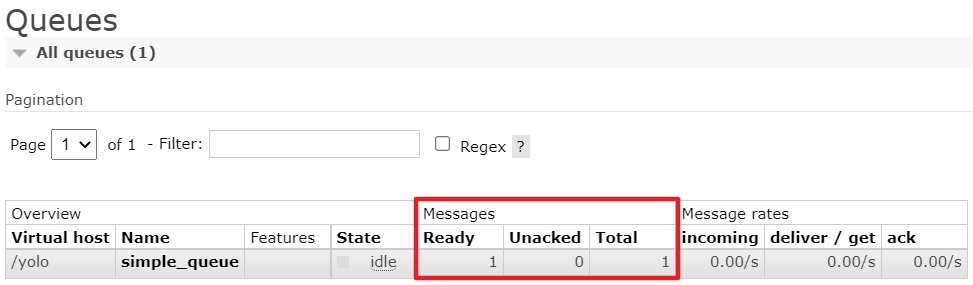 Queues
All queues (1)
Pagination
Page 1 of 1 - Filter: Regex ?
Overview Messages Message rates
Virtual host Name Features State Ready Unacked Total incoming deliver / get ack
/yolo simple_queue idle 1 0 1 0.00/s 0.00/s 0.00/s